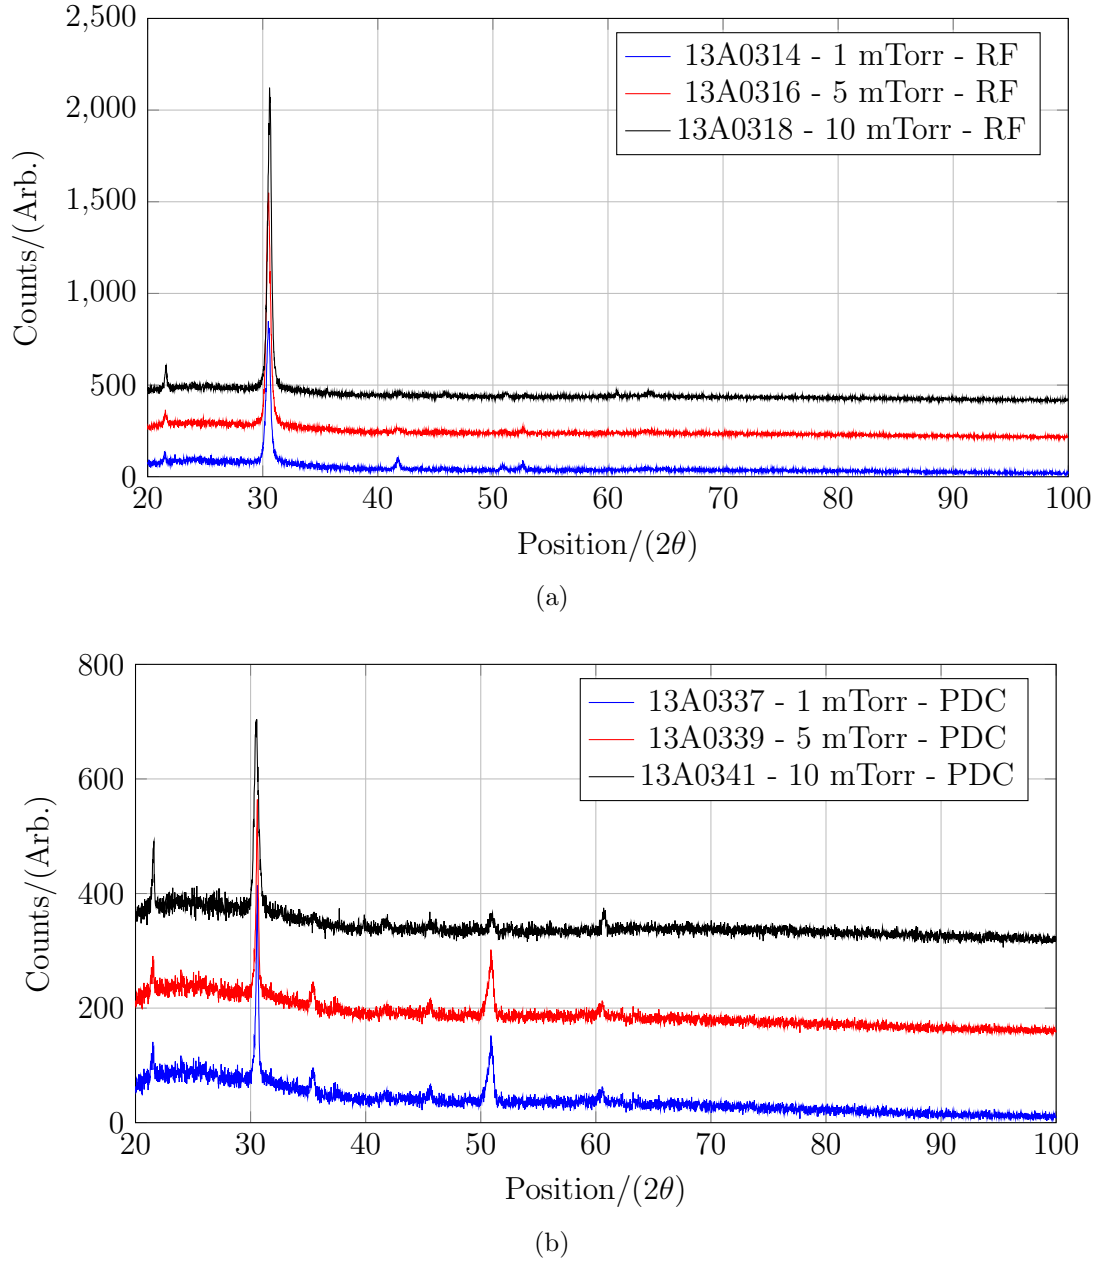 2,500
2,000
1,500
1,000
500
0
Counts/(Arb.)
13A0314 - 1 mTorr - RF
13A0316 - 5 mTorr - RF
13A0318 - 10 mTorr - RF
20 30 40 50 60 70 80 90 100
Position/(2θ)
(a)
800
600
400
200
0
Counts/(Arb.)
13A0337 - 1 mTorr - PDC
13A0339 - 5 mTorr - PDC
13A0341 - 10 mTorr - PDC
20 30 40 50 60 70 80 90 100
Position/(2θ)
(b)